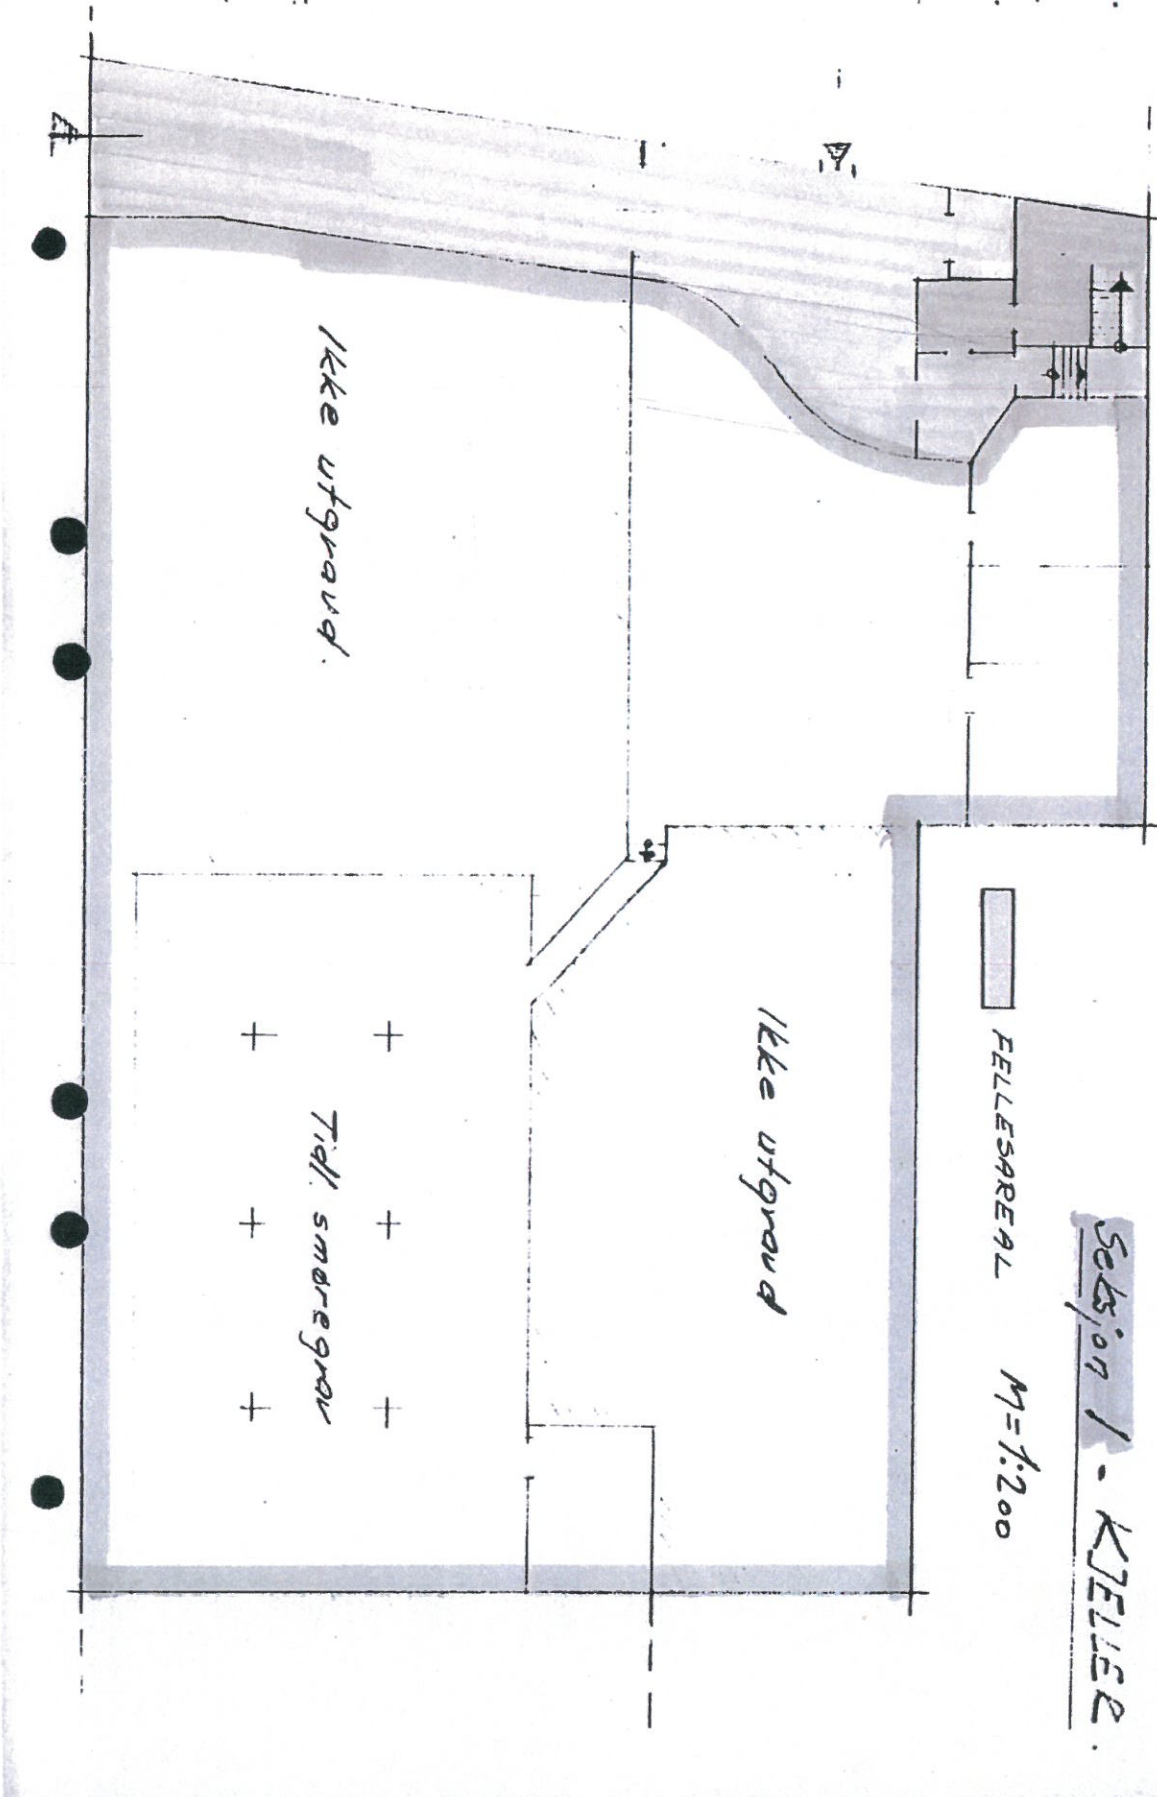 Seksjon 1 - KJELLER.
FELLESAREAL M=1:200
Ikke utgravd
Ikke utgravd.
Tidl. smøregrav